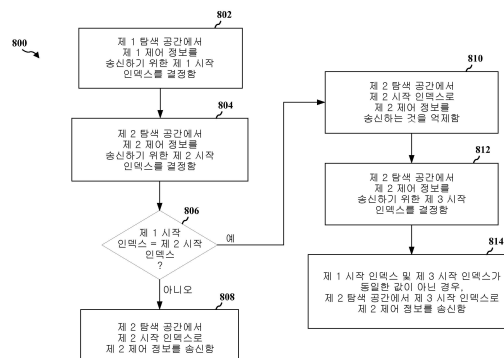 800
802
제 1 탐색 공간에서
제 1 제어 정보를
송신하기 위한 제 1 시작
인덱스를 결정함
804
제 2 탐색 공간에서
제 2 제어 정보를
송신하기 위한 제 2 시작
인덱스를 결정함
806
제 1 시작
인덱스 = 제 2 시작
인덱스
?
예
아니오
808
제 2 탐색 공간에서
제 2 시작 인덱스로
제 2 제어 정보를 송신함
810
제 2 탐색 공간에서
제 2 시작 인덱스로
제 2 제어 정보를
송신하는 것을 억제함
812
제 2 탐색 공간에서
제 2 제어 정보를
송신하기 위한 제 3 시작
인덱스를 결정함
814
제 1 시작 인덱스 및 제 3 시작 인덱스가
동일한 값이 아닌 경우,
제 2 탐색 공간에서 제 3 시작 인덱스로
제 2 제어 정보를 송신함